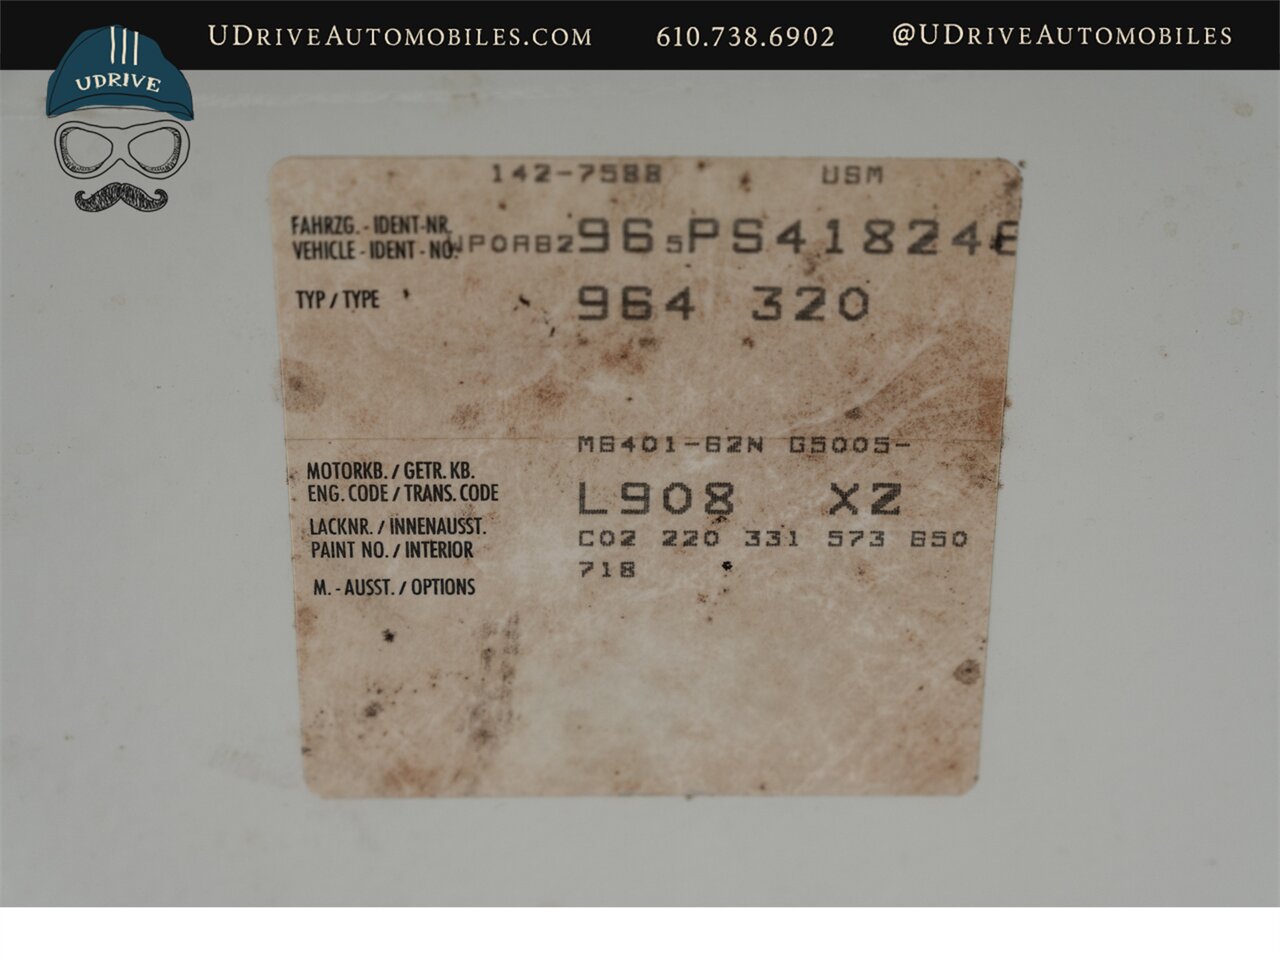 UDriveAutomobiles.com 610.738.6902 @UDriveAutomobiles
UDRIVE
142-7588 USM
FAHRZG. - IDENT-NR.
VEHICLE - IDENT - NO. WP0AB2965PS418248
TYP / TYPE 964 320
M6401-62N G5005-
MOTORKB. / GETR. KB.
ENG. CODE / TRANS. CODE L908 XZ
LACKNR. / INNENAUSST. C02 220 331 573 650
PAINT NO. / INTERIOR 718
M. - AUSST. / OPTIONS